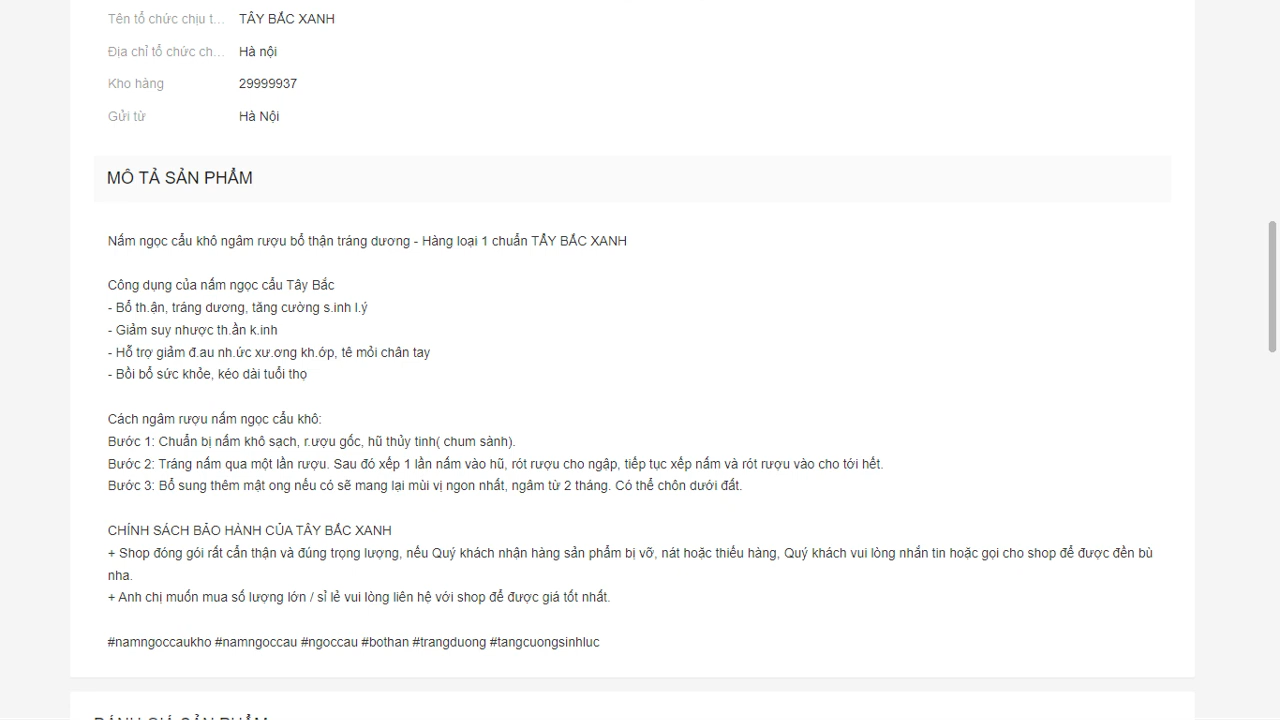 Tên tổ chức chịu t... TÂY BẮC XANH
Địa chỉ tổ chức ch... Hà nội
Kho hàng 29999937
Gửi từ Hà Nội
MÔ TẢ SẢN PHẨM
Nấm ngọc cẩu khô ngâm rượu bổ thận tráng dương - Hàng loại 1 chuẩn TÂY BẮC XANH
Công dụng của nấm ngọc cẩu Tây Bắc
- Bổ th.ận, tráng dương, tăng cường s.inh l.ý
- Giảm suy nhược th.ần k.inh
- Hỗ trợ giảm đ.au nh.ức xư.ơng kh.ớp, tê mỏi chân tay
- Bồi bổ sức khỏe, kéo dài tuổi thọ
Cách ngâm rượu nấm ngọc cẩu khô:
Bước 1: Chuẩn bị nấm khô sạch, r.ượu gốc, hũ thủy tinh( chum sành).
Bước 2: Tráng nấm qua một lần rượu. Sau đó xếp 1 lần nấm vào hũ, rót rượu cho ngập, tiếp tục xếp nấm và rót rượu vào cho tới hết.
Bước 3: Bổ sung thêm mật ong nếu có sẽ mang lại mùi vị ngon nhất, ngâm từ 2 tháng. Có thể chôn dưới đất.
CHÍNH SÁCH BẢO HÀNH CỦA TÂY BẮC XANH
+ Shop đóng gói rất cẩn thận và đúng trọng lượng, nếu Quý khách nhận hàng sản phẩm bị vỡ, nát hoặc thiếu hàng, Quý khách vui lòng nhắn tin hoặc gọi cho shop để được đền bù
nha.
+ Anh chị muốn mua số lượng lớn / sỉ lẻ vui lòng liên hệ với shop để được giá tốt nhất.
#namngoccaukho #namngoccau #ngoccau #bothan #trangduong #tangcuongsinhluc
ĐÁNH GIÁ SẢN PHẨM